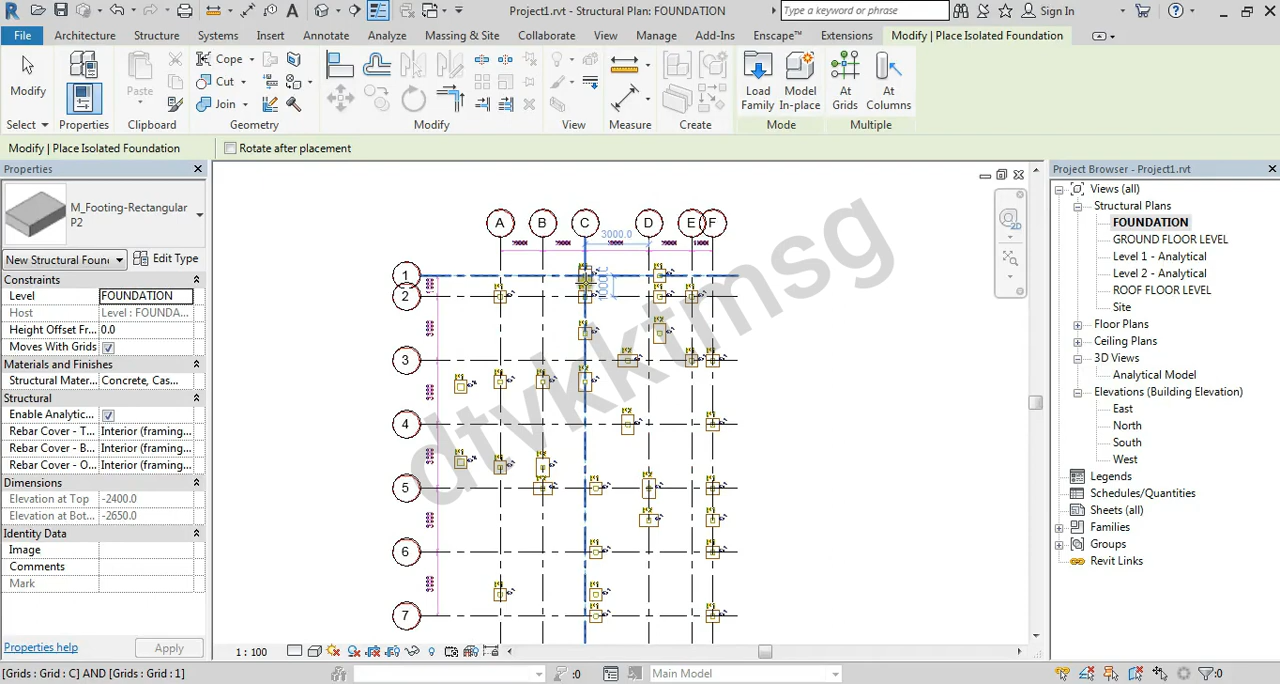 Project1.rvt - Structural Plan: FOUNDATION
Type a keyword or phrase
Sign In
File
Architecture
Structure
Systems
Insert
Annotate
Analyze
Massing & Site
Collaborate
View
Manage
Add-Ins
Enscape™
Extensions
Modify | Place Isolated Foundation
Modify
Paste
Cope
Cut
Join
Load
Family
Model
In-place
At
Grids
At
Columns
Select
Properties
Clipboard
Geometry
Modify
View
Measure
Create
Mode
Multiple
Modify | Place Isolated Foundation
Rotate after placement
Properties
M_Footing-Rectangular
P2
New Structural Foun
Edit Type
Constraints
Level FOUNDATION
Host Level : FOUNDA...
Height Offset Fr... 0.0
Moves With Grids
Materials and Finishes
Structural Mater... Concrete, Cas...
Structural
Enable Analytic...
Rebar Cover - T... Interior (framing...
Rebar Cover - B... Interior (framing...
Rebar Cover - O... Interior (framing...
Dimensions
Elevation at Top -2400.0
Elevation at Bot... -2650.0
Identity Data
Image
Comments
Mark
Properties help
Apply
A B C D E F
3000.0
1
2
3
4
5
6
7
dtvkktmsg
2D
1 : 100
Project Browser - Project1.rvt
Views (all)
Structural Plans
FOUNDATION
GROUND FLOOR LEVEL
Level 1 - Analytical
Level 2 - Analytical
ROOF FLOOR LEVEL
Site
Floor Plans
Ceiling Plans
3D Views
Analytical Model
Elevations (Building Elevation)
East
North
South
West
Legends
Schedules/Quantities
Sheets (all)
Families
Groups
Revit Links
[Grids : Grid : C] AND [Grids : Grid : 1]
:0
Main Model
:0